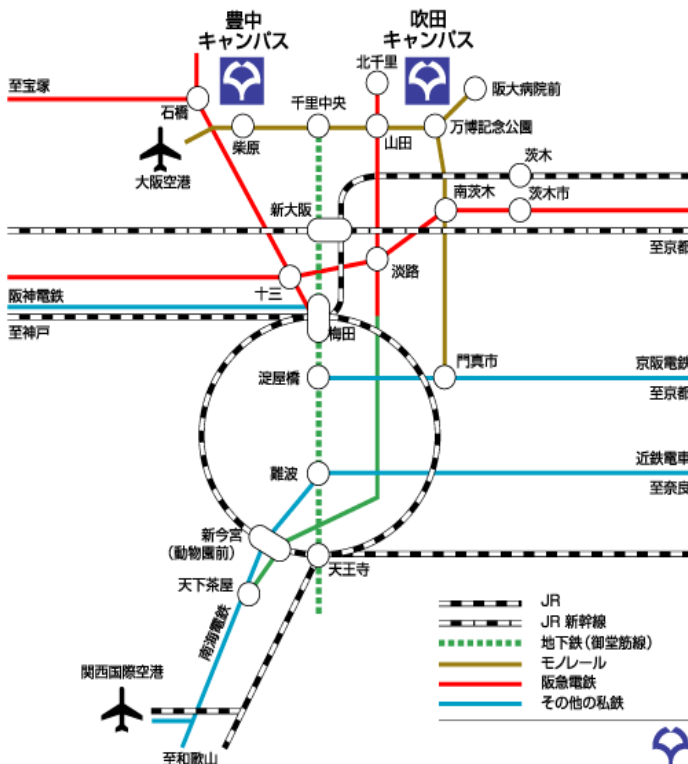 豊中
キャンパス
吹田
キャンパス
北千里
至宝塚
石橋
千里中央
阪大病院前
柴原
山田
万博記念公園
大阪空港
茨木
南茨木
茨木市
新大阪
至京都
淡路
十三
阪神電鉄
至神戸
梅田
門真市
淀屋橋
京阪電鉄
至京都
難波
近鉄電車
至奈良
新今宮
(動物園前)
天王寺
天下茶屋
南海電鉄
関西国際空港
至和歌山
JR
JR 新幹線
地下鉄(御堂筋線)
モノレール
阪急電鉄
その他の私鉄